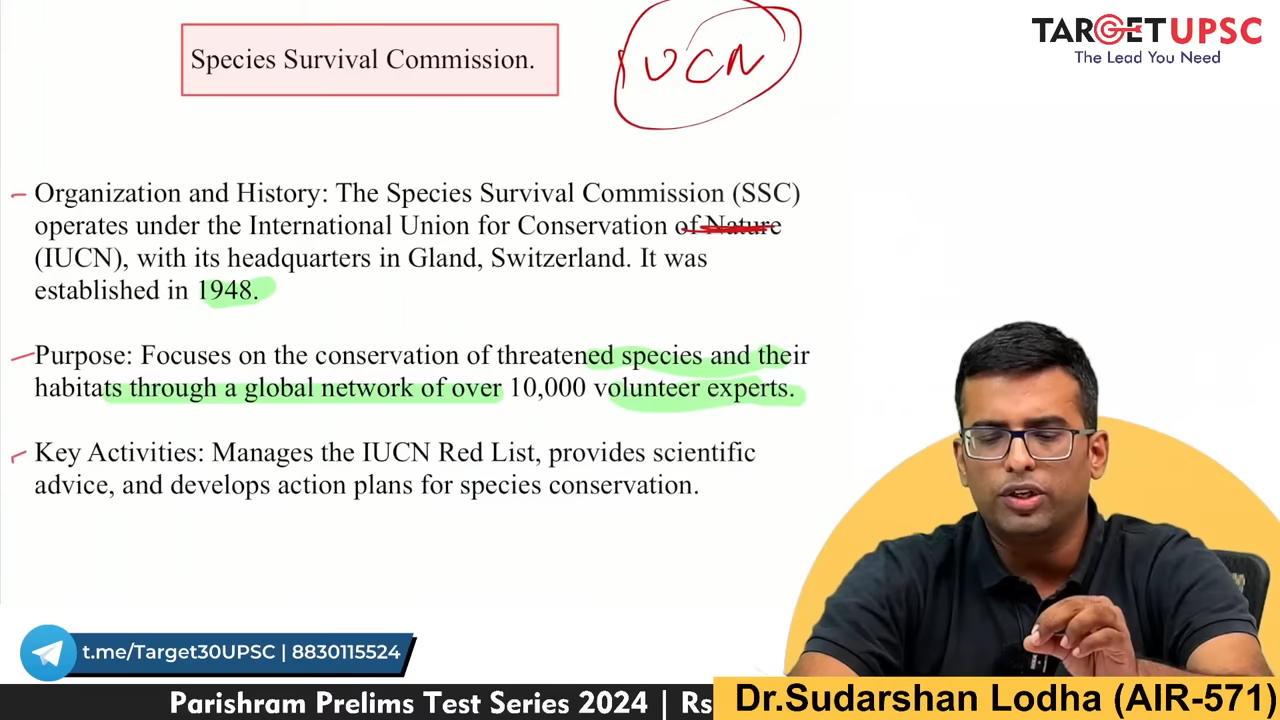 Species Survival Commission.
IUCN
TARGETUPSC
The Lead You Need
- Organization and History: The Species Survival Commission (SSC)
operates under the International Union for Conservation of Nature
(IUCN), with its headquarters in Gland, Switzerland. It was
established in 1948.
- Purpose: Focuses on the conservation of threatened species and their
habitats through a global network of over 10,000 volunteer experts.
- Key Activities: Manages the IUCN Red List, provides scientific
advice, and develops action plans for species conservation.
t.me/Target30UPSC | 8830115524
Parishram Prelims Test Series 2024 | Rs
Dr.Sudarshan Lodha (AIR-571)